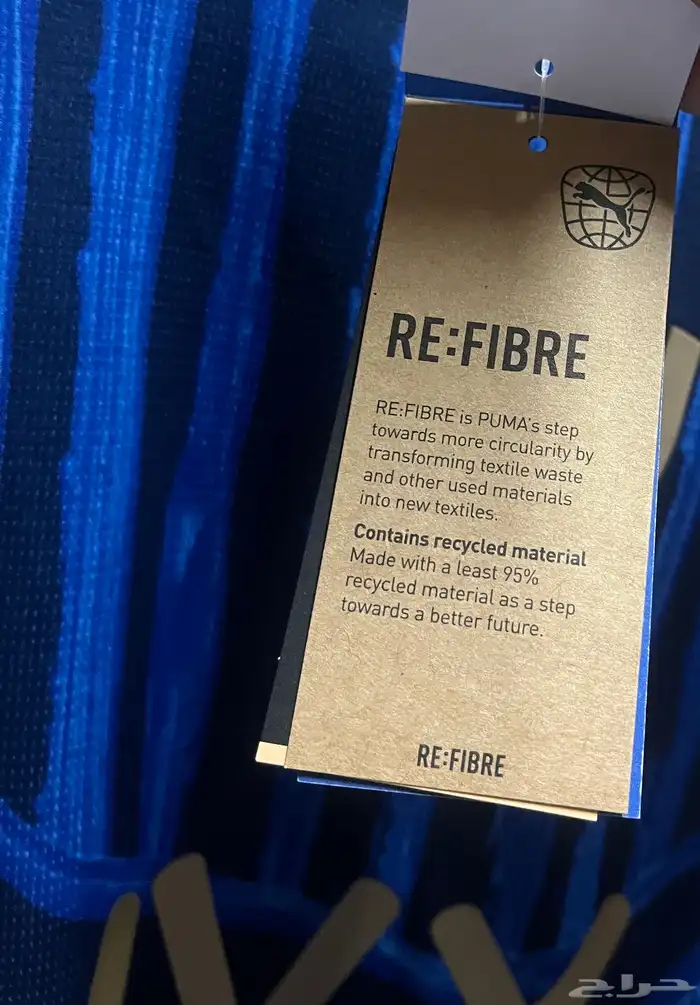 RE:FIBRE
RE:FIBRE is PUMA's step
towards more circularity by
transforming textile waste
and other used materials
into new textiles.
Contains recycled material
Made with a least 95%
recycled material as a step
towards a better future.
RE:FIBRE
حراج